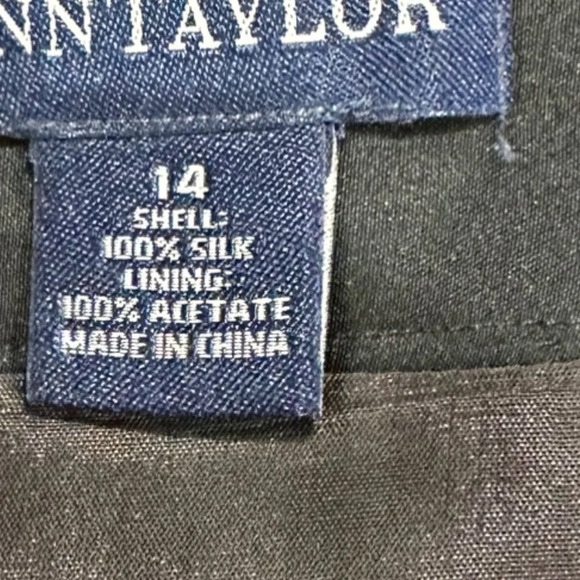 NN TAYLOR
14
SHELL:
100% SILK
LINING:
100% ACETATE
MADE IN CHINA